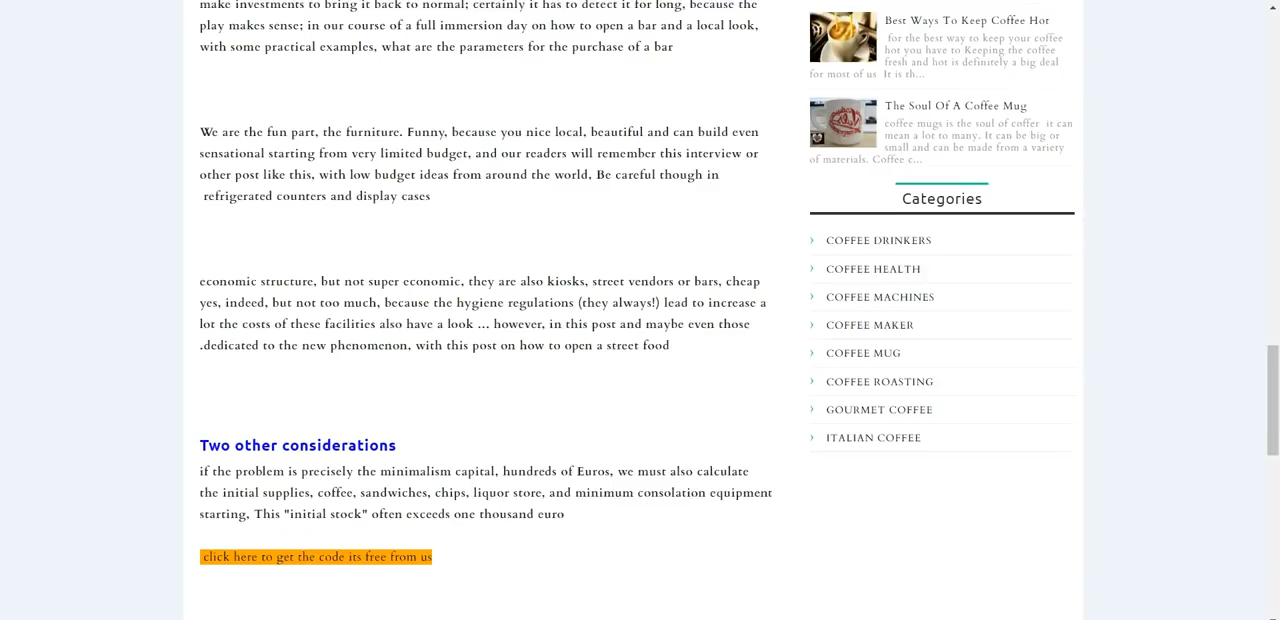 make investments to bring it back to normal; certainly it has to detect it for long, because the
play makes sense; in our course of a full immersion day on how to open a bar and a local look,
with some practical examples, what are the parameters for the purchase of a bar
We are the fun part, the furniture. Funny, because you nice local, beautiful and can build even
sensational starting from very limited budget, and our readers will remember this interview or
other post like this, with low budget ideas from around the world, Be careful though in
refrigerated counters and display cases
economic structure, but not super economic, they are also kiosks, street vendors or bars, cheap
yes, indeed, but not too much, because the hygiene regulations (they always!) lead to increase a
lot the costs of these facilities also have a look ... however, in this post and maybe even those
.dedicated to the new phenomenon, with this post on how to open a street food
Two other considerations
if the problem is precisely the minimalism capital, hundreds of Euros, we must also calculate
the initial supplies, coffee, sandwiches, chips, liquor store, and minimum consolation equipment
starting, This "initial stock" often exceeds one thousand euro
click here to get the code its free from us
Best Ways To Keep Coffee Hot
for the best way to keep your coffee
hot you have to Keeping the coffee
fresh and hot is definitely a big deal
for most of us It is th...
The Soul Of A Coffee Mug
coffee mugs is the soul of coffer it can
mean a lot to many. It can be big or
small and can be made from a variety
of materials. Coffee c...
Categories
› COFFEE DRINKERS
› COFFEE HEALTH
› COFFEE MACHINES
› COFFEE MAKER
› COFFEE MUG
› COFFEE ROASTING
› GOURMET COFFEE
› ITALIAN COFFEE